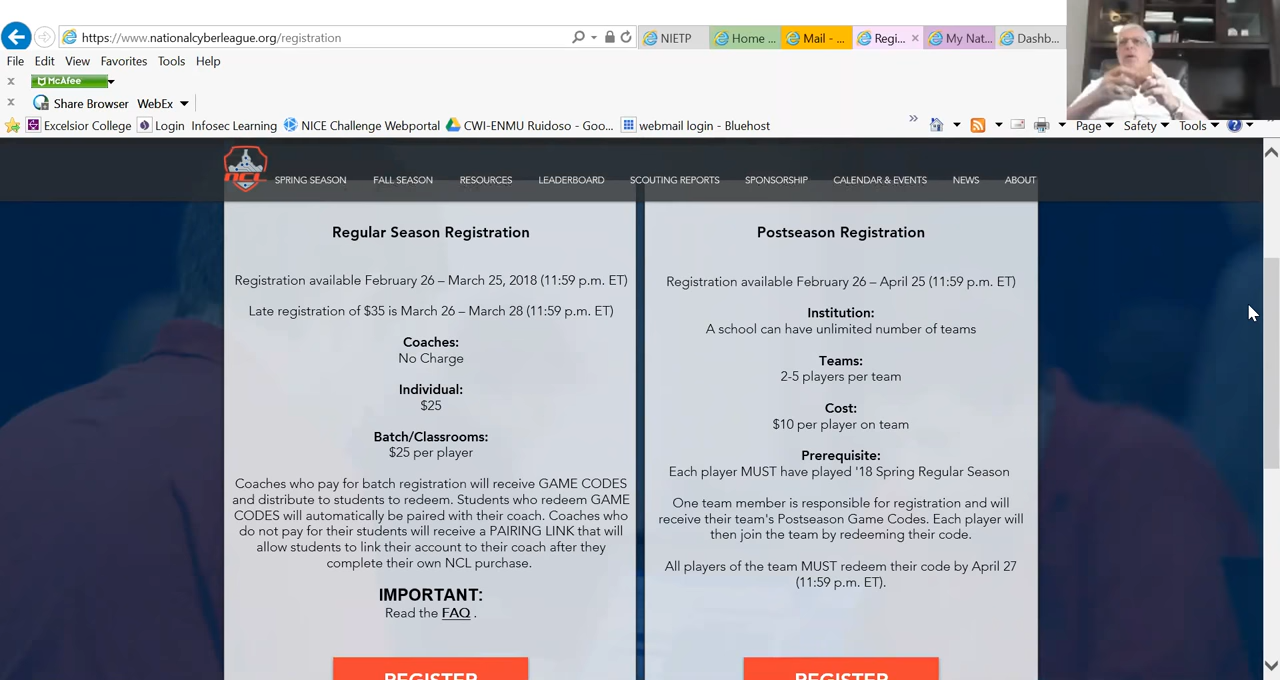 https://www.nationalcyberleague.org/registration
NIETP
Home ...
Mail - ...
Regi...
My Nat...
Dashb...
File Edit View Favorites Tools Help
McAfee
Share Browser WebEx
Excelsior College Login Infosec Learning NICE Challenge Webportal CWI-ENMU Ruidoso - Goo... webmail login - Bluehost
Page Safety Tools
NCL
SPRING SEASON FALL SEASON RESOURCES LEADERBOARD SCOUTING REPORTS SPONSORSHIP CALENDAR & EVENTS NEWS ABOUT
Regular Season Registration
Registration available February 26 – March 25, 2018 (11:59 p.m. ET)
Late registration of $35 is March 26 – March 28 (11:59 p.m. ET)
Coaches:
No Charge
Individual:
$25
Batch/Classrooms:
$25 per player
Coaches who pay for batch registration will receive GAME CODES
and distribute to students to redeem. Students who redeem GAME
CODES will automatically be paired with their coach. Coaches who
do not pay for their students will receive a PAIRING LINK that will
allow students to link their account to their coach after they
complete their own NCL purchase.
IMPORTANT:
Read the FAQ .
REGISTER
Postseason Registration
Registration available February 26 – April 25 (11:59 p.m. ET)
Institution:
A school can have unlimited number of teams
Teams:
2-5 players per team
Cost:
$10 per player on team
Prerequisite:
Each player MUST have played '18 Spring Regular Season
One team member is responsible for registration and will
receive their team's Postseason Game Codes. Each player will
then join the team by redeeming their code.
All players of the team MUST redeem their code by April 27
(11:59 p.m. ET).
REGISTER